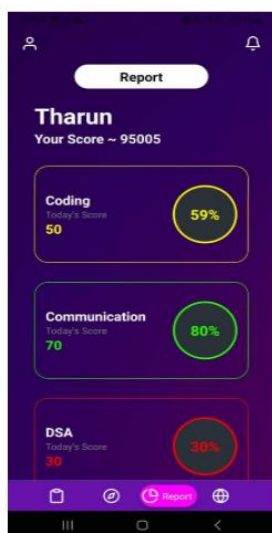 Report
Tharun
Your Score ~ 95005
Coding
Today's Score
50
59%
Communication
Today's Score
70
80%
DSA
Today's Score
30
30%
Report